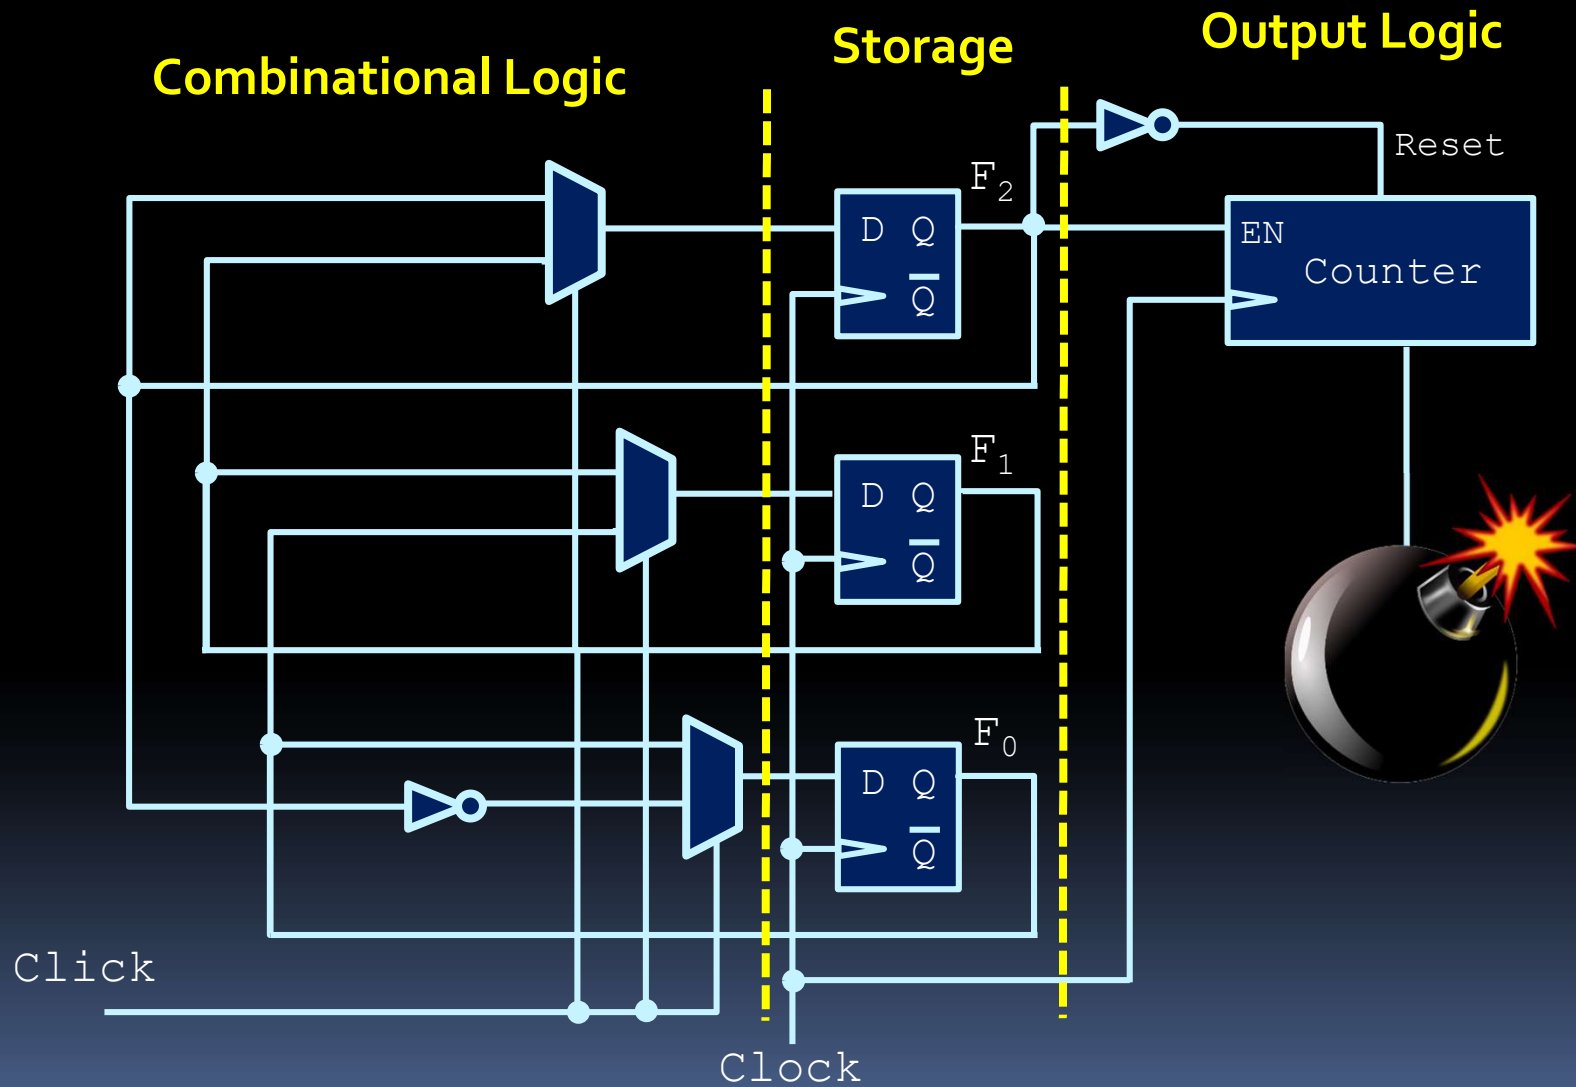 Combinational Logic
Storage
Output Logic
Reset
F2
D Q
Q̅
EN
Counter
F1
D Q
Q̅
F0
D Q
Q̅
Click
Clock